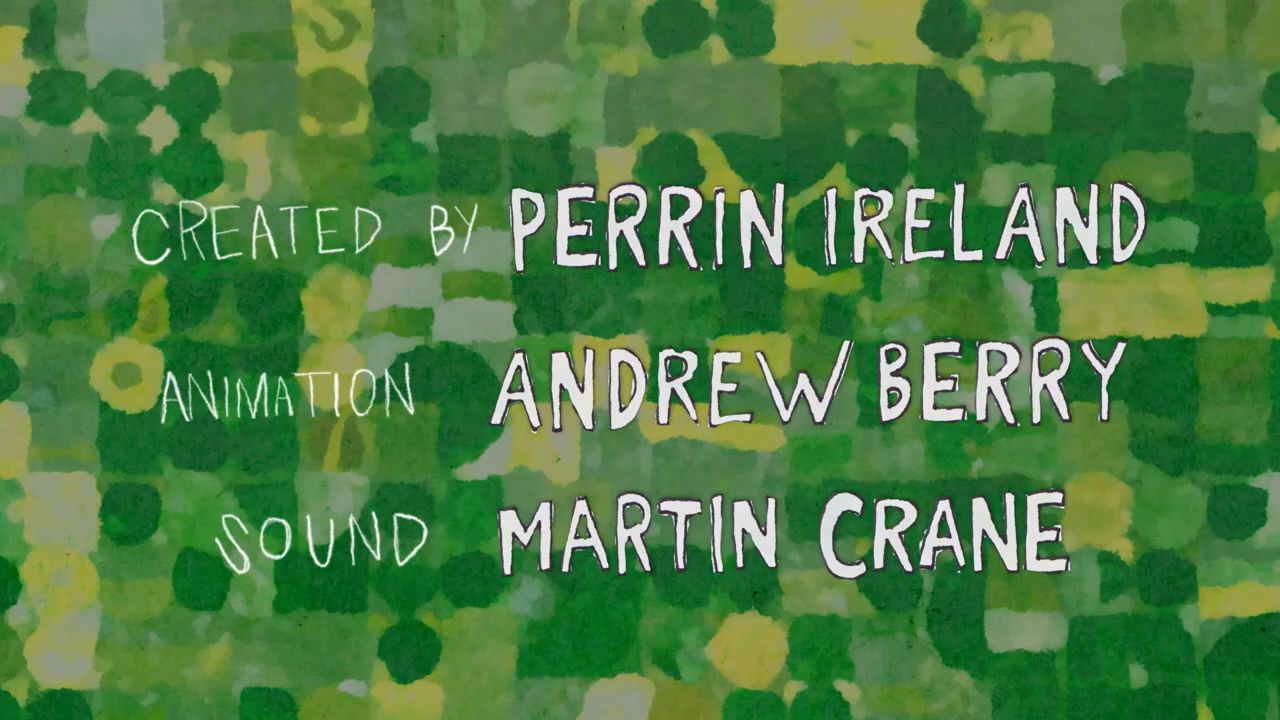 CREATED BY PERRIN IRELAND
ANIMATION ANDREW BERRY
SOUND MARTIN CRANE